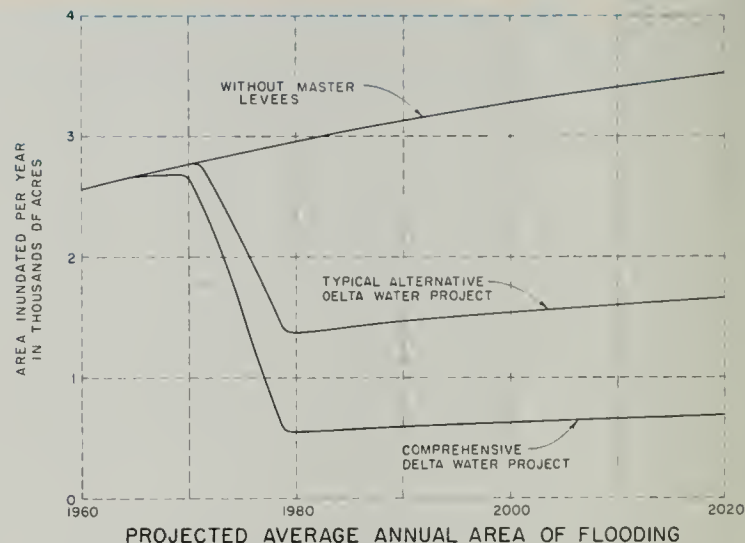 4
3
2
1
0
AREA INUNDATED PER YEAR
IN THOUSANDS OF ACRES
WITHOUT MASTER
LEVEES
TYPICAL ALTERNATIVE
DELTA WATER PROJECT
COMPREHENSIVE
DELTA WATER PROJECT
1960
1980
2000
2020
PROJECTED AVERAGE ANNUAL AREA OF FLOODING